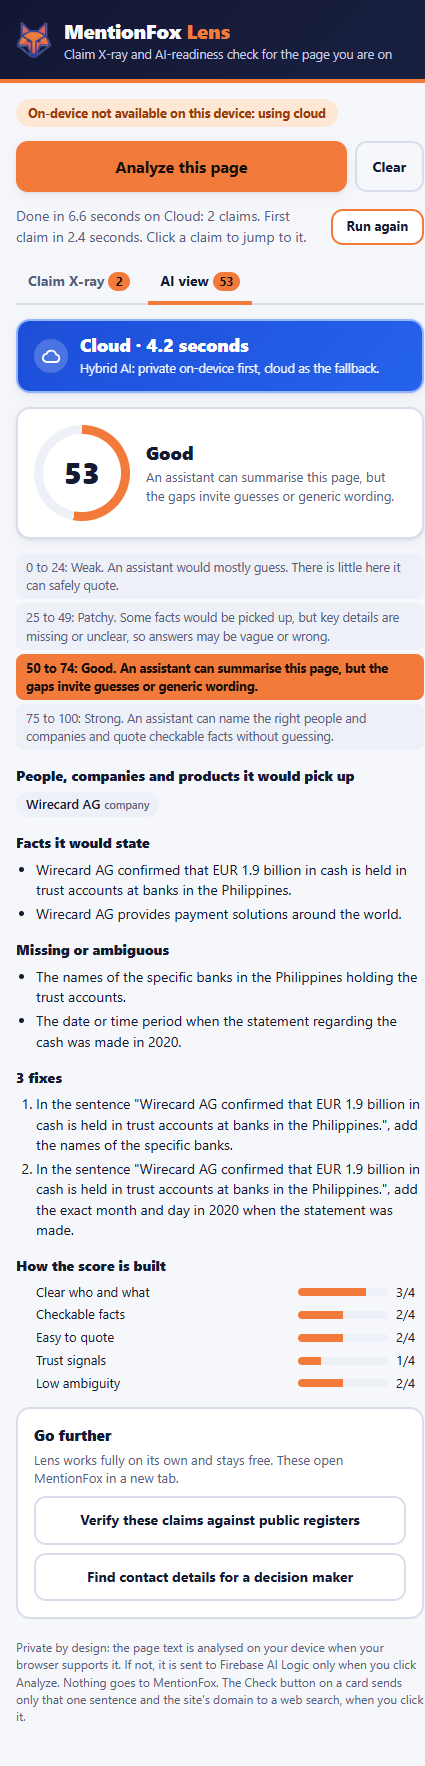 MentionFox Lens
Claim X-ray and AI-readiness check for the page you are on
On-device not available on this device: using cloud
Analyze this page
Clear
Done in 6.6 seconds on Cloud: 2 claims. First
claim in 2.4 seconds. Click a claim to jump to it.
Run again
Claim X-ray 2
AI view 53
Cloud · 4.2 seconds
Hybrid AI: private on-device first, cloud as the fallback.
53
Good
An assistant can summarise this page, but
the gaps invite guesses or generic wording.
0 to 24: Weak. An assistant would mostly guess. There is little here it
can safely quote.
25 to 49: Patchy. Some facts would be picked up, but key details are
missing or unclear, so answers may be vague or wrong.
50 to 74: Good. An assistant can summarise this page, but the
gaps invite guesses or generic wording.
75 to 100: Strong. An assistant can name the right people and
companies and quote checkable facts without guessing.
People, companies and products it would pick up
Wirecard AG company
Facts it would state
• Wirecard AG confirmed that EUR 1.9 billion in cash is held in
trust accounts at banks in the Philippines.
• Wirecard AG provides payment solutions around the world.
Missing or ambiguous
• The names of the specific banks in the Philippines holding the
trust accounts.
• The date or time period when the statement regarding the
cash was made in 2020.
3 fixes
1. In the sentence "Wirecard AG confirmed that EUR 1.9 billion in
cash is held in trust accounts at banks in the Philippines.", add
the names of the specific banks.
2. In the sentence "Wirecard AG confirmed that EUR 1.9 billion in
cash is held in trust accounts at banks in the Philippines.", add
the exact month and day in 2020 when the statement was
made.
How the score is built
Clear who and what 3/4
Checkable facts 2/4
Easy to quote 2/4
Trust signals 1/4
Low ambiguity 2/4
Go further
Lens works fully on its own and stays free. These open
MentionFox in a new tab.
Verify these claims against public registers
Find contact details for a decision maker
Private by design: the page text is analysed on your device when your
browser supports it. If not, it is sent to Firebase AI Logic only when you click
Analyze. Nothing goes to MentionFox. The Check button on a card sends
only that one sentence and the site's domain to a web search, when you click
it.